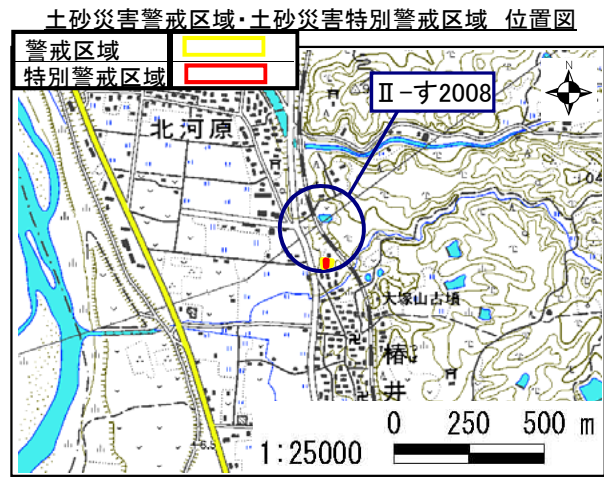 土砂災害警戒区域・土砂災害特別警戒区域 位置図
警戒区域
特別警戒区域
N
Ⅱ-す2008
北河原
大塚山古墳
椿井
0 250 500 m
1:25000